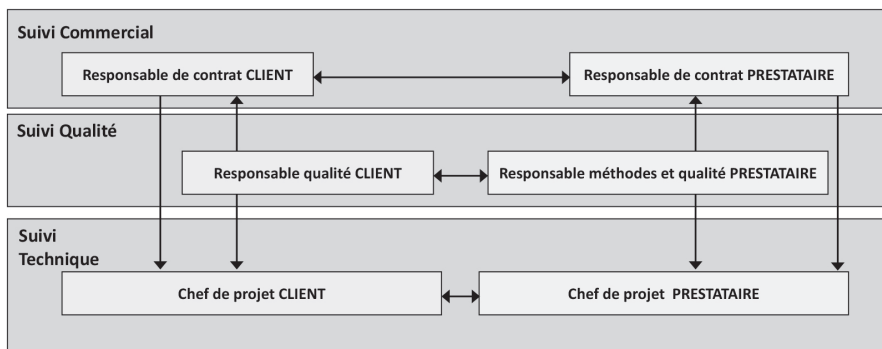 Suivi Commercial
Responsable de contrat CLIENT
Responsable de contrat PRESTATAIRE
Suivi Qualité
Responsable qualité CLIENT
Responsable méthodes et qualité PRESTATAIRE
Suivi
Technique
Chef de projet CLIENT
Chef de projet PRESTATAIRE